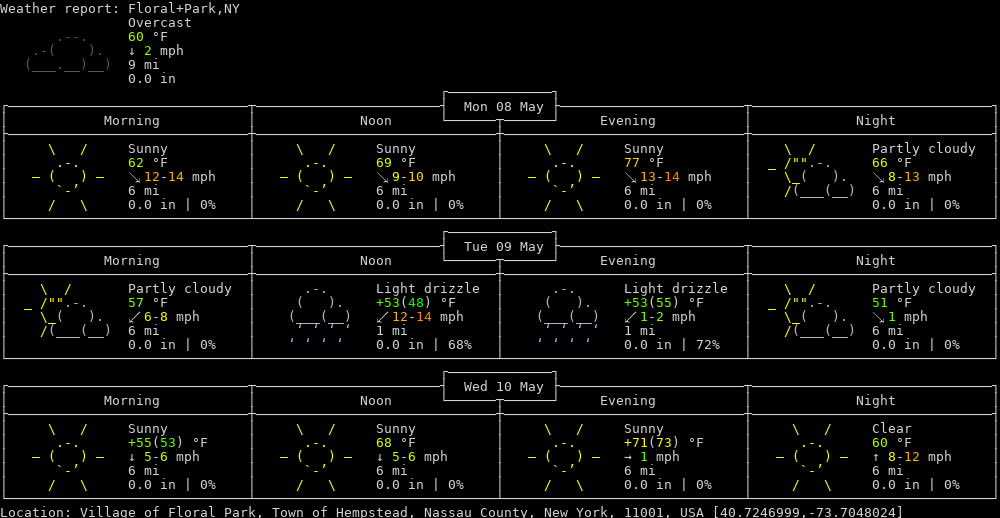 Weather report: Floral+Park,NY
Overcast
60 °F
↓ 2 mph
9 mi
0.0 in
Mon 08 May
Morning Noon Evening Night
Sunny Sunny Sunny Partly cloudy
62 °F 69 °F 77 °F 66 °F
↘12-14 mph ↘9-10 mph ↘13-14 mph ↘8-13 mph
6 mi 6 mi 6 mi 6 mi
0.0 in | 0% 0.0 in | 0% 0.0 in | 0% 0.0 in | 0%
Tue 09 May
Morning Noon Evening Night
Partly cloudy Light drizzle Light drizzle Partly cloudy
57 °F +53(48) °F +53(55) °F 51 °F
↙6-8 mph ↙12-14 mph ↙1-2 mph ↘ 1 mph
6 mi 1 mi 1 mi 6 mi
0.0 in | 0% 0.0 in | 68% 0.0 in | 72% 0.0 in | 0%
Wed 10 May
Morning Noon Evening Night
Sunny Sunny Sunny Clear
+55(53) °F 68 °F +71(73) °F 60 °F
↓ 5-6 mph ↓ 5-6 mph → 1 mph ↑ 8-12 mph
6 mi 6 mi 6 mi 6 mi
0.0 in | 0% 0.0 in | 0% 0.0 in | 0% 0.0 in | 0%
Location: Village of Floral Park, Town of Hempstead, Nassau County, New York, 11001, USA [40.7246999,-73.7048024]